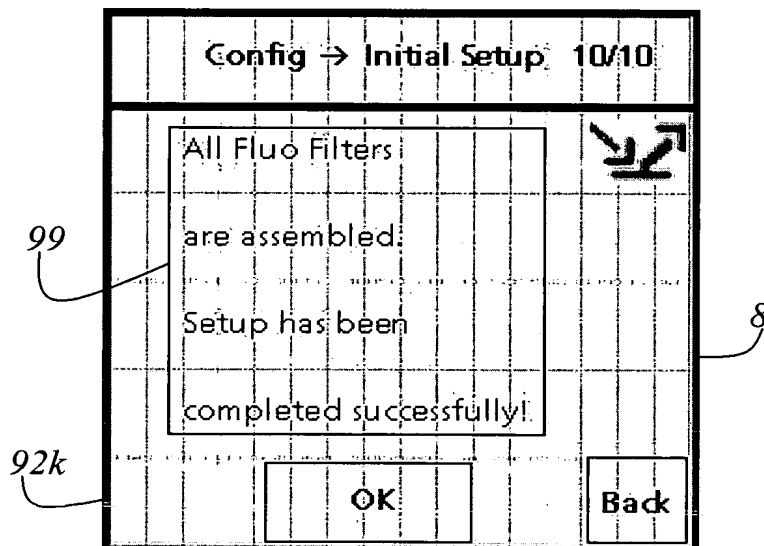 Config → Initial Setup 10/10
All Fluo Filters
are assembled.
99
Setup has been
8
completed successfully!
92k
OK
Back